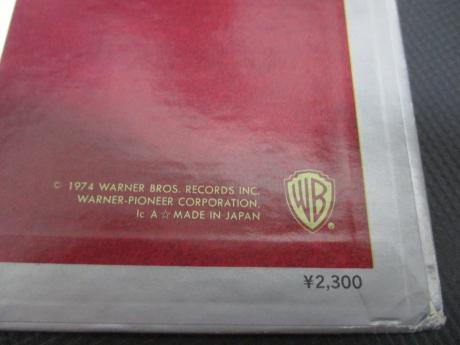 © 1974 WARNER BROS. RECORDS INC.
WARNER-PIONEER CORPORATION,
Ic A☆MADE IN JAPAN
WB
®
¥2,300